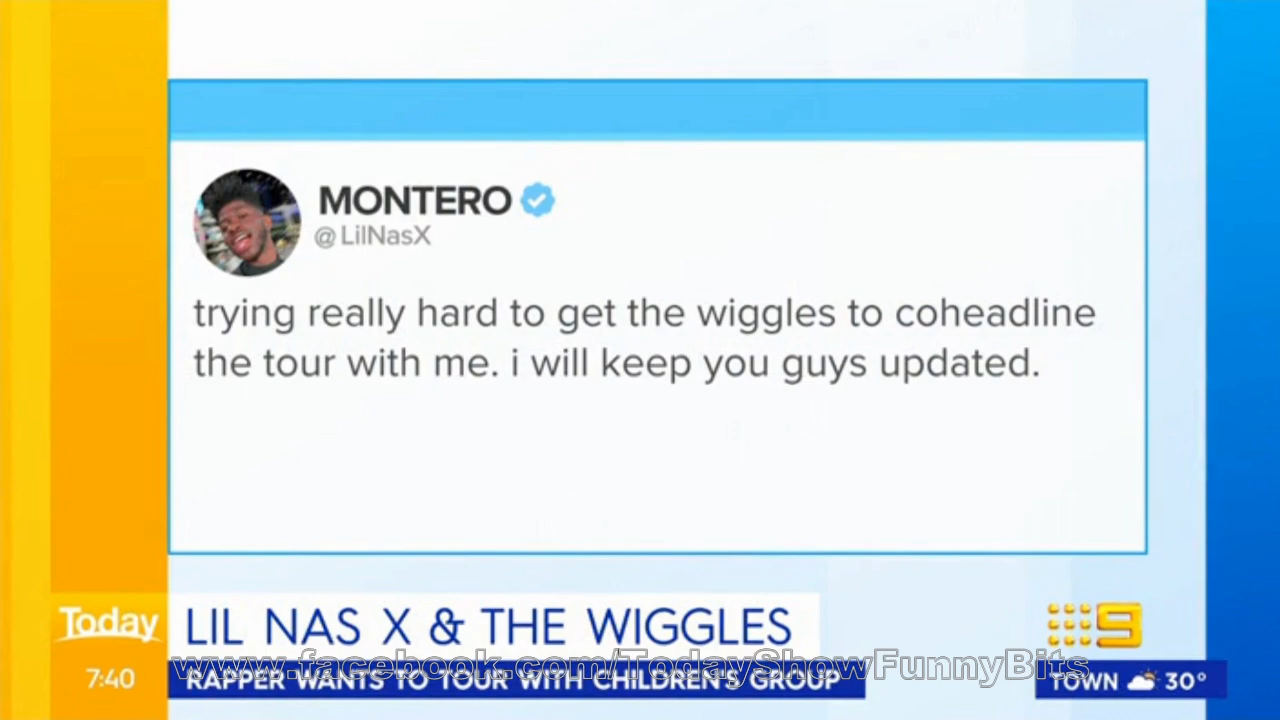 MONTERO
@LilNasX
trying really hard to get the wiggles to coheadline
the tour with me. i will keep you guys updated.
Today
LIL NAS X & THE WIGGLES
9
7:40
www.facebook.com/TodayShowFunnyBits
RAPPER WANTS TO TOUR WITH CHILDREN'S GROUP
TOWN 30°